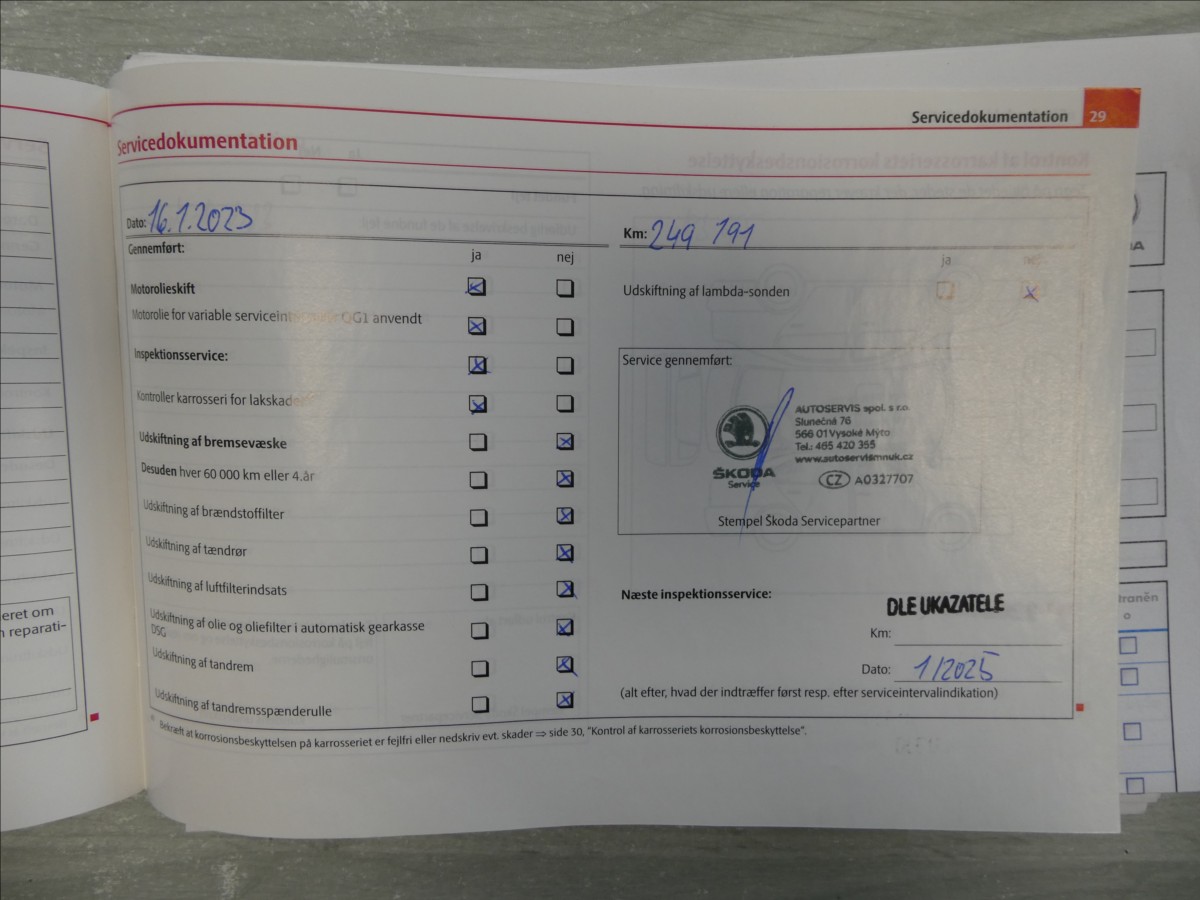 Servicedokumentation 29
Servicedokumentation
Dato: 16.1.2023
Km: 249 191
Gennemført:
ja nej
ja
Motorolieskift
Udskiftning af lambda-sonden
Motorolie for variable QG1 anvendt
Inspektionsservice:
Service gennemført:
Kontroller karrosseri for
AUTOSERVIS spol. s r.o.
Slunečná 76
566 01 Vysoké Mýto
Tel.: 465 420 355
www.autoservismnuk.cz
ŠKODA
Service
CZ A0327707
Stempel Škoda Servicepartner
Udskiftning af bremsevæske
Desuden hver 60 000 km eller 4.år
Udskiftning af brændstoffilter
Udskiftning af tændrør
Udskiftning af luftfilterindsats
Udskiftning af olie og oliefilter i automatisk gearkasse
DSG
Udskiftning af tandrem
Udskiftning af tandremsspænderulle
Næste inspektionsservice:
DLE UKAZATELE
Km:
Dato: 1/2025
(alt efter, hvad der indtræffer først resp. efter serviceintervalindikation)
* Bekræft at korrosionsbeskyttelsen på karrosseriet er fejlfri eller nedskriv evt. skader ⇒ side 30, "Kontrol af karrosseriets korrosionsbeskyttelse".
eret om
reparati-